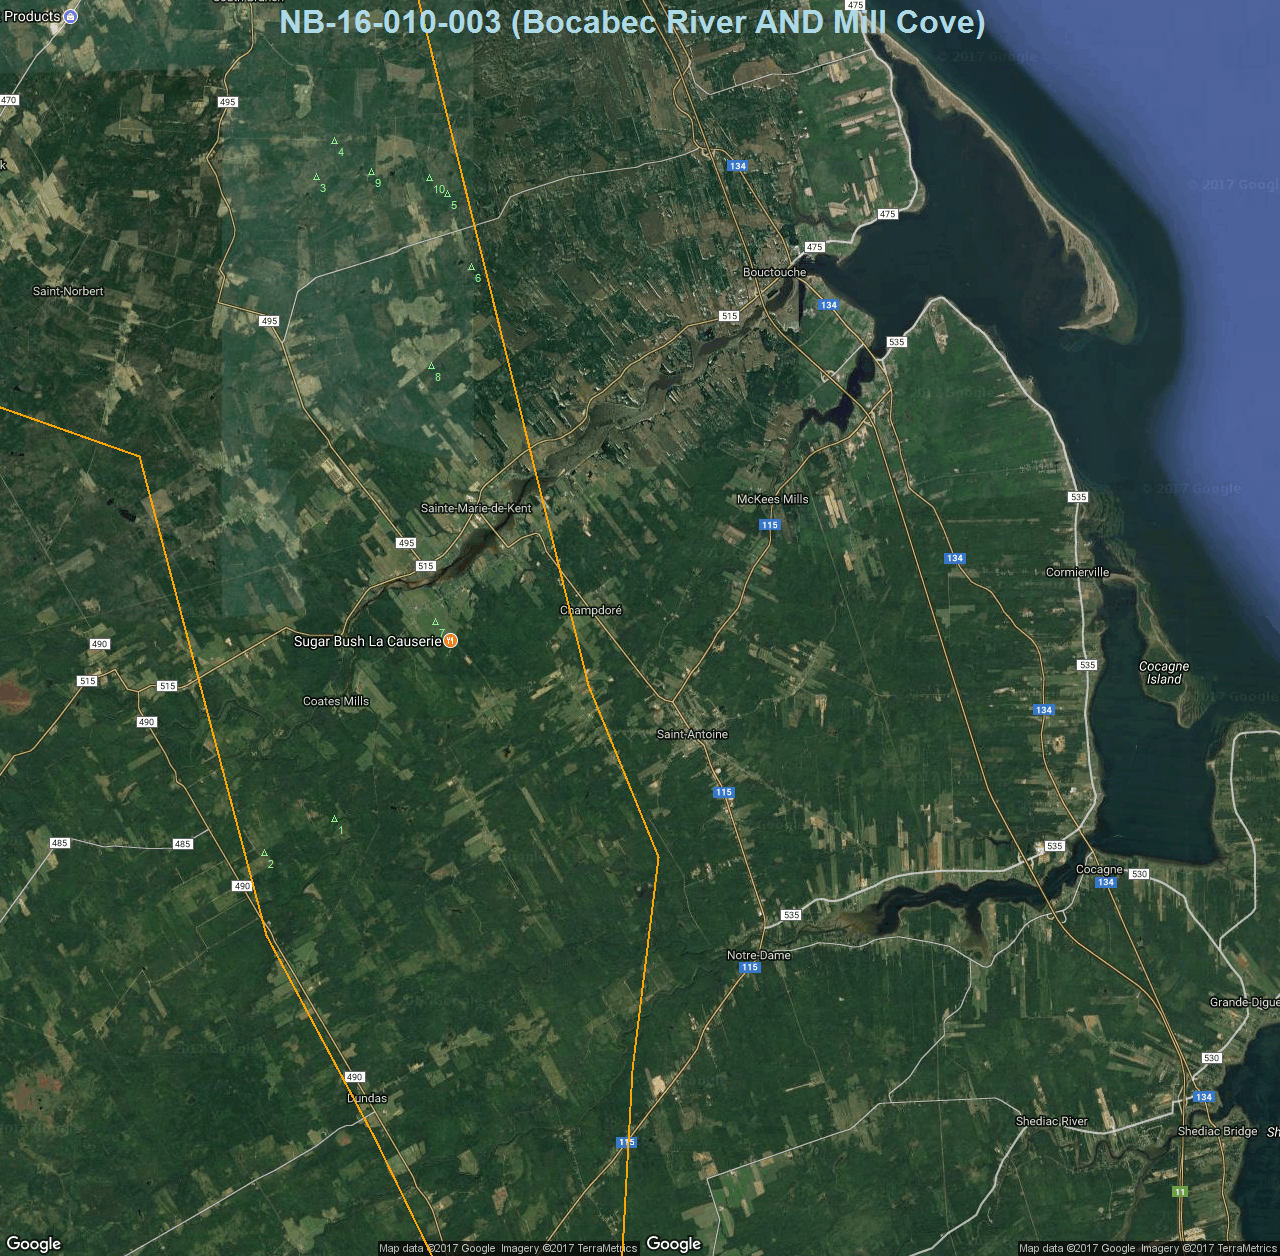 NB-16-010-003 (Bocabec River AND Mill Cove)
Products
475
470
495
4
3
9
10
5
134
475
475
6
Bouctouche
Saint-Norbert
134
515
495
535
8
McKees Mills
535
Sainte-Marie-de-Kent
115
495
515
134
Cormierville
Champdoré
7
Sugar Bush La Causerie
490
535
Cocagne
Island
515
515
Coates Mills
134
490
Saint-Antoine
115
1
485
485
535
2
Cocagne
530
134
490
535
Notre-Dame
115
Grande-Digue
530
490
Dundas
134
Shediac River
Shediac Bridge
Sh
115
11
Google
Map data ©2017 Google Imagery ©2017 TerraMetrics
Google
Map data ©2017 Google Imagery ©2017 TerraMetrics